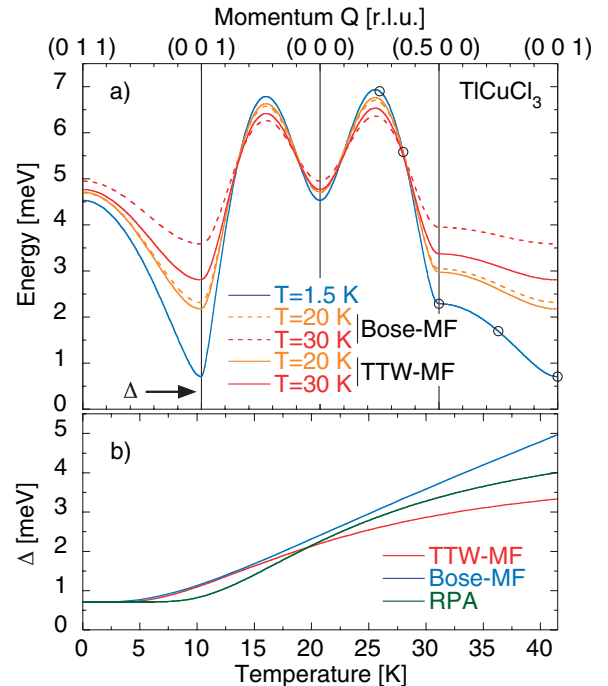 Momentum Q [r.l.u.]
(0 1 1) (0 0 1) (0 0 0) (0.5 0 0) (0 0 1)
a)
TlCuCl3
Energy [meV]
7
6
5
4
3
2
1
0
T=1.5 K
T=20 K
T=30 K
Bose-MF
T=20 K
T=30 K
TTW-MF
Δ
b)
Δ [meV]
5
4
3
2
1
0
TTW-MF
Bose-MF
RPA
0 5 10 15 20 25 30 35 40
Temperature [K]